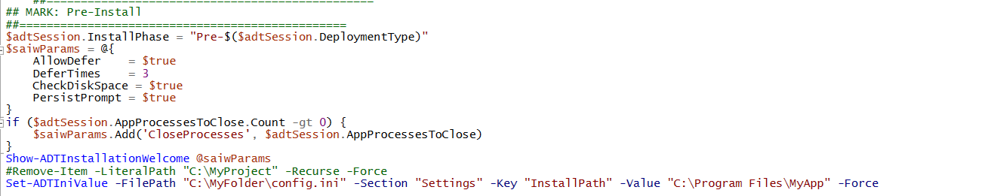 ##================================================
## MARK: Pre-Install
##================================================
$adtSession.InstallPhase = "Pre-$($adtSession.DeploymentType)"
$saiwParams = @{
    AllowDefer    = $true
    DeferTimes    = 3
    CheckDiskSpace = $true
    PersistPrompt = $true
}
if ($adtSession.AppProcessesToClose.Count -gt 0) {
    $saiwParams.Add('CloseProcesses', $adtSession.AppProcessesToClose)
}
Show-ADTInstallationWelcome @saiwParams
#Remove-Item -LiteralPath "C:\MyProject" -Recurse -Force
Set-ADTIniValue -FilePath "C:\MyFolder\config.ini" -Section "Settings" -Key "InstallPath" -Value "C:\Program Files\MyApp" -Force